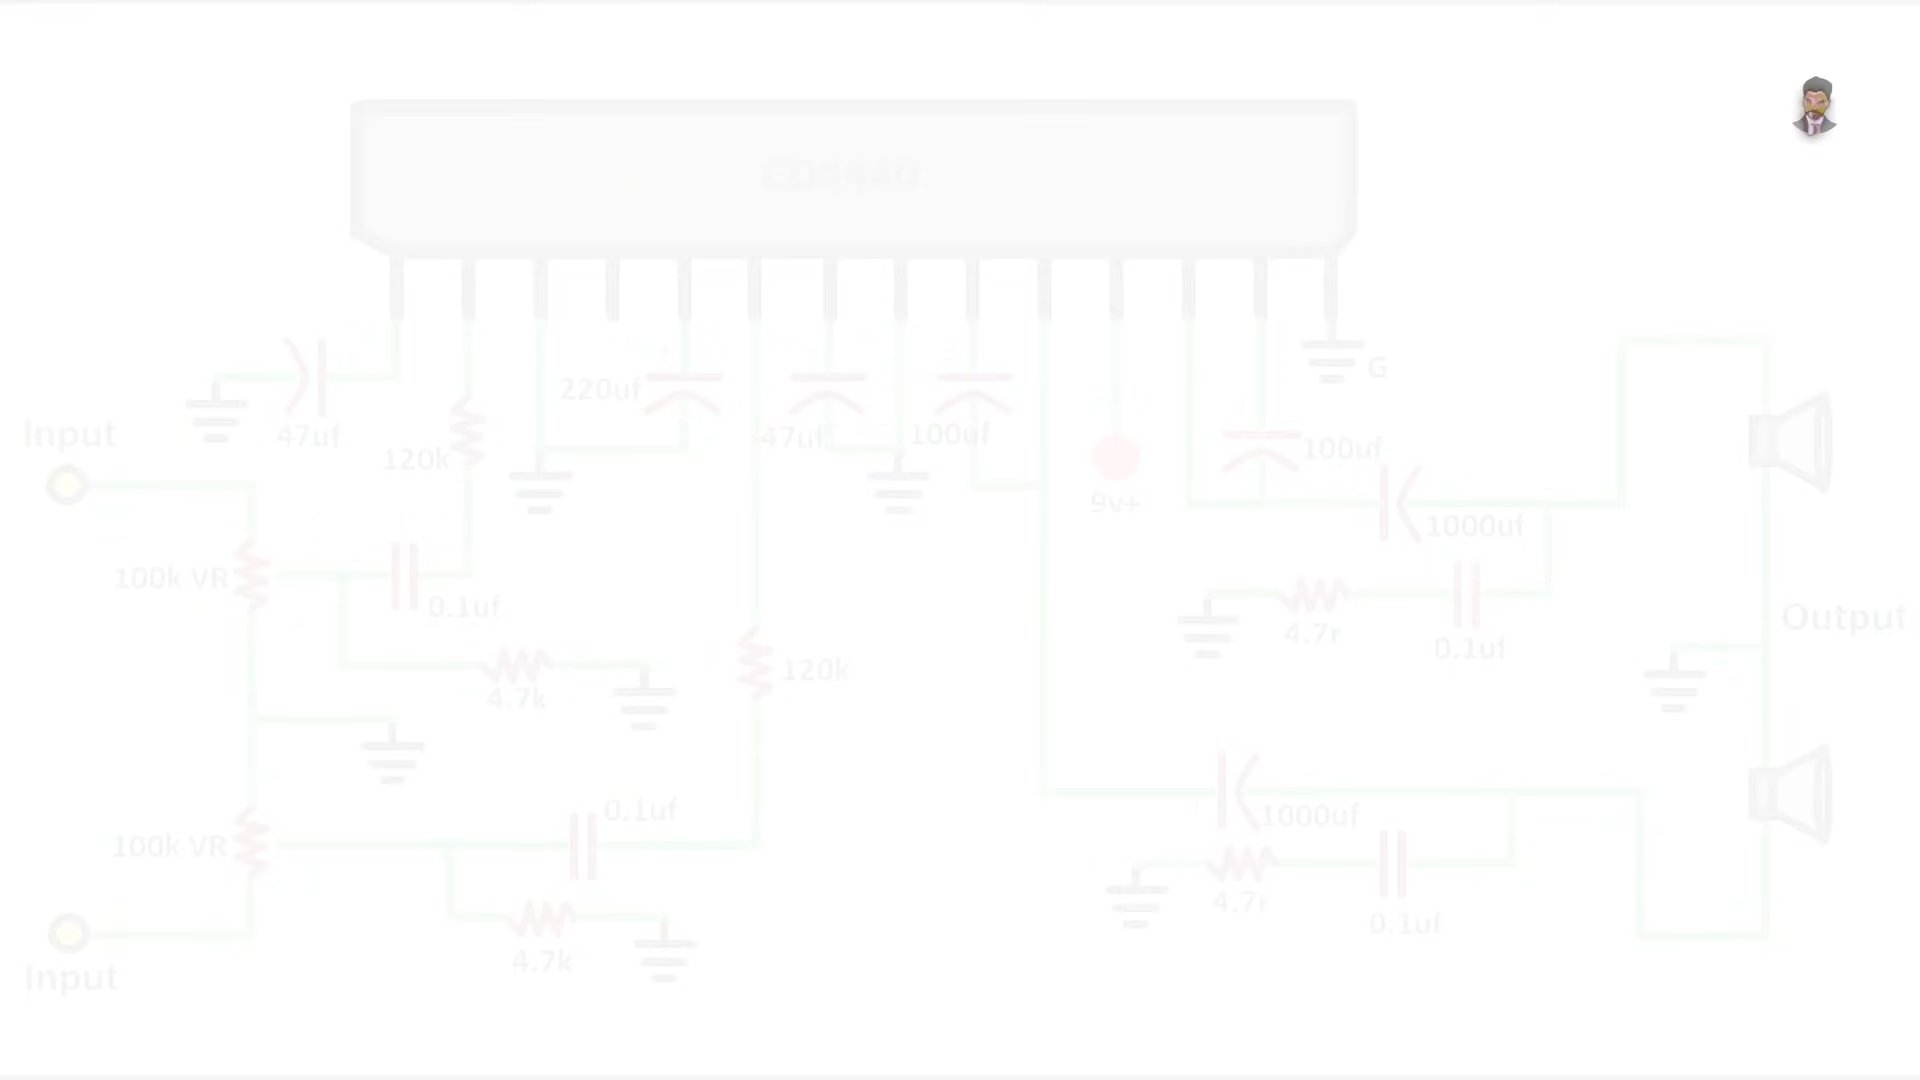 CD4440
G
220uf
Input
47uf
47uf
100uf
120k
100uf
9v+
1000uf
100k VR
0.1uf
Output
4.7r
0.1uf
120k
4.7k
0.1uf
1000uf
100k VR
4.7r
0.1uf
4.7k
Input